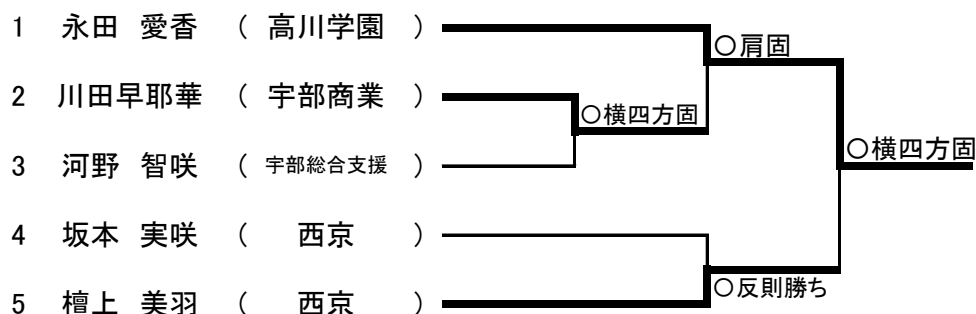 1 永田 愛香 ( 高川学園 )
○肩固
2 川田早耶華 ( 宇部商業 )
○横四方固
○横四方固
3 河野 智咲 ( 宇部総合支援 )
4 坂本 実咲 ( 西京 )
○反則勝ち
5 檀上 美羽 ( 西京 )